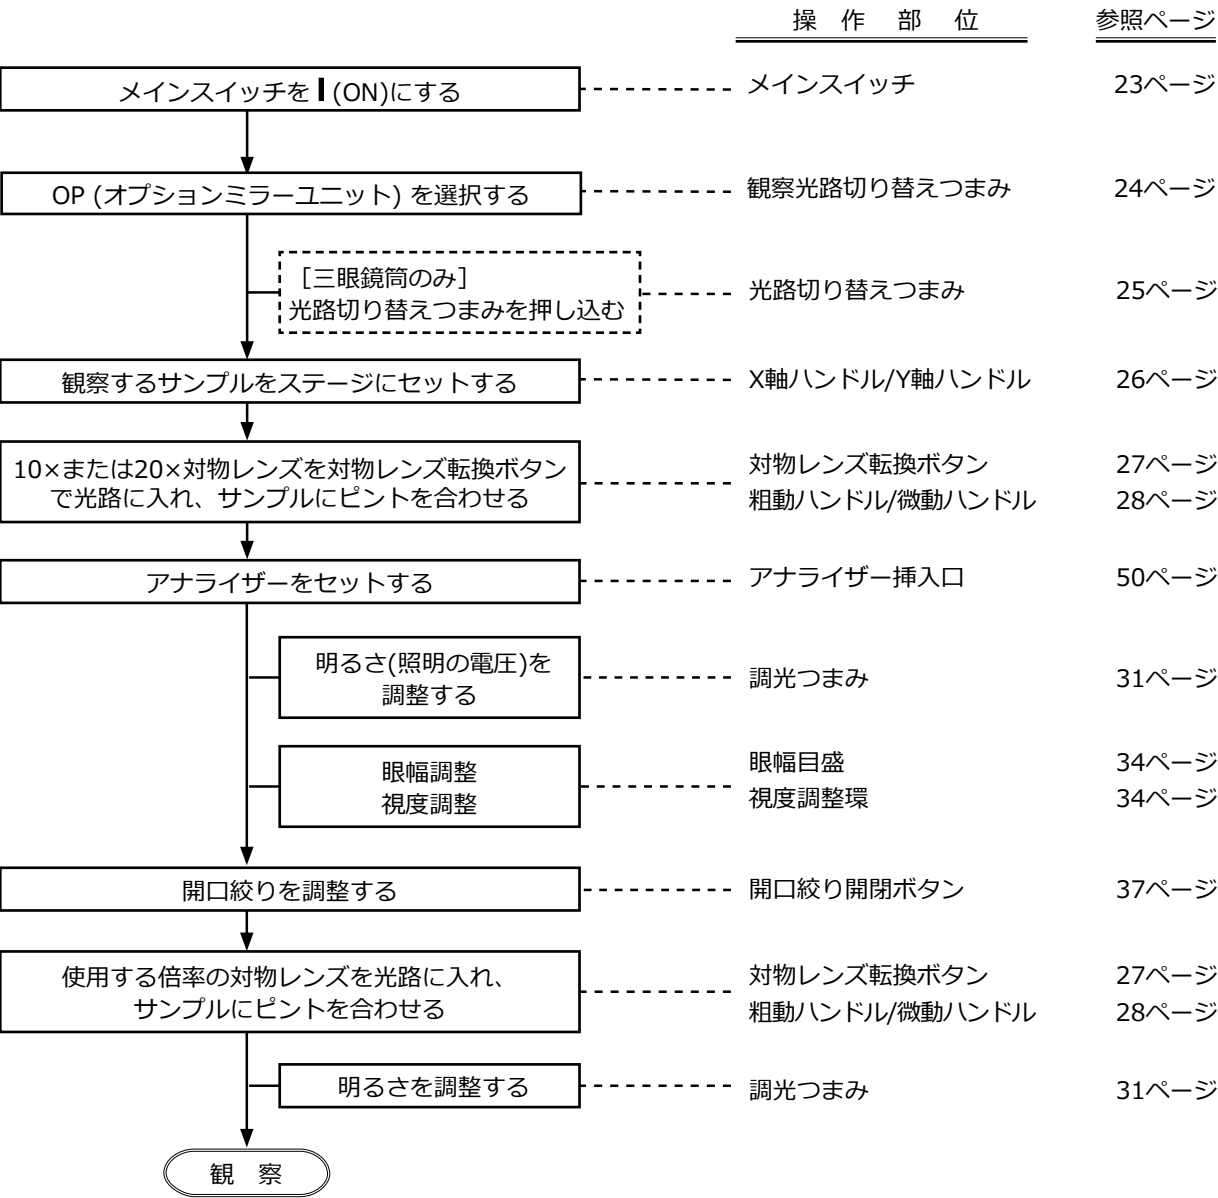 操 作 部 位 参照ページ
メインスイッチを I (ON)にする メインスイッチ 23ページ
OP (オプションミラーユニット) を選択する 観察光路切り替えつまみ 24ページ
［三眼鏡筒のみ］
光路切り替えつまみを押し込む 光路切り替えつまみ 25ページ
観察するサンプルをステージにセットする X軸ハンドル/Y軸ハンドル 26ページ
10×または20×対物レンズを対物レンズ転換ボタン 対物レンズ転換ボタン 27ページ
で光路に入れ、サンプルにピントを合わせる 粗動ハンドル/微動ハンドル 28ページ
アナライザーをセットする アナライザー挿入口 50ページ
明るさ(照明の電圧)を
調整する 調光つまみ 31ページ
眼幅調整 眼幅目盛 34ページ
視度調整 視度調整環 34ページ
開口絞りを調整する 開口絞り開閉ボタン 37ページ
使用する倍率の対物レンズを光路に入れ、 対物レンズ転換ボタン 27ページ
サンプルにピントを合わせる 粗動ハンドル/微動ハンドル 28ページ
明るさを調整する 調光つまみ 31ページ
観 察